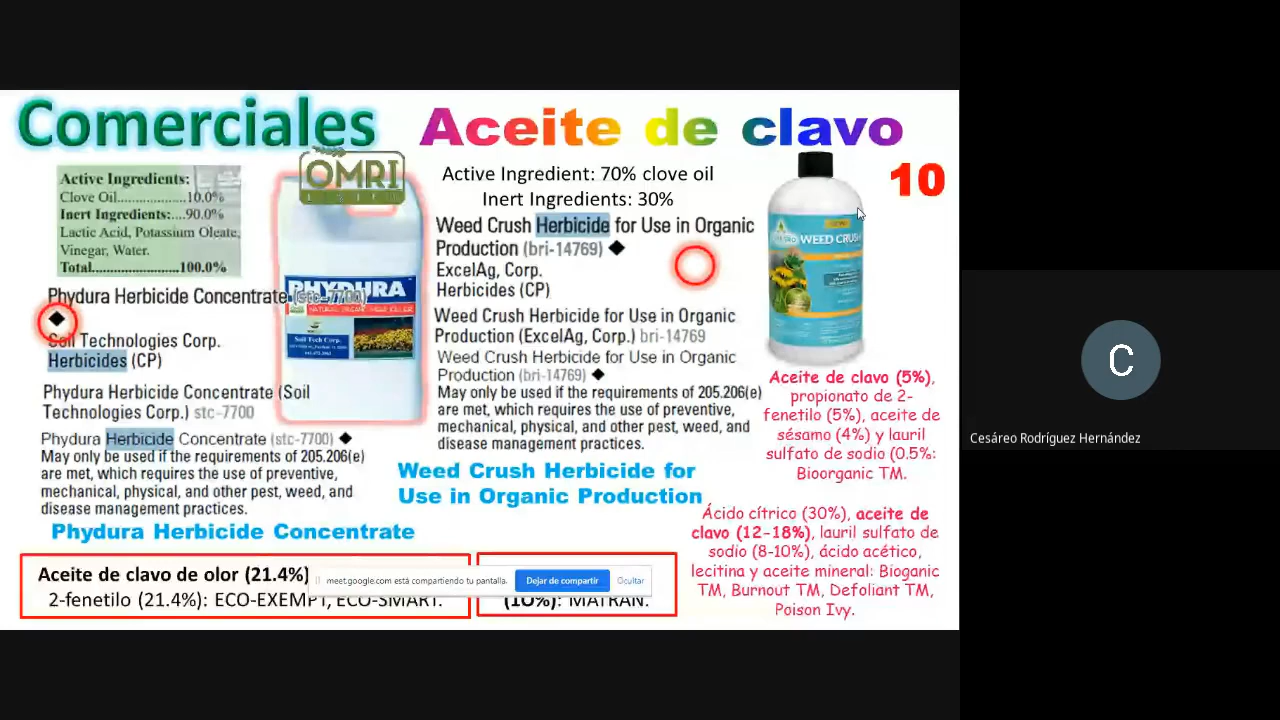 Comerciales
Aceite de clavo
10
OMRI
LISTED
Active Ingredients:
Clove Oil......................10.0%
Inert Ingredients:....90.0%
Lactic Acid, Potassium Oleate,
Vinegar, Water.
Total..........................100.0%
Phydura Herbicide Concentrate (stc-7700)
◆
Soil Technologies Corp.
Herbicides (CP)
Phydura Herbicide Concentrate (Soil
Technologies Corp.) stc-7700
Phydura Herbicide Concentrate (stc-7700) ◆
May only be used if the requirements of 205.206(e)
are met, which requires the use of preventive,
mechanical, physical, and other pest, weed, and
disease management practices.
Phydura Herbicide Concentrate
PHYDURA
Soil Tech Corp.
Active Ingredient: 70% clove oil
Inert Ingredients: 30%
Weed Crush Herbicide for Use in Organic
Production (bri-14769) ◆
ExcelAg, Corp.
Herbicides (CP)
Weed Crush Herbicide for Use in Organic
Production (ExcelAg, Corp.) bri-14769
Weed Crush Herbicide for Use in Organic
Production (bri-14769) ◆
May only be used if the requirements of 205.206(e)
are met, which requires the use of preventive,
mechanical, physical, and other pest, weed, and
disease management practices.
Weed Crush Herbicide for
Use in Organic Production
WEED CRUSH
Aceite de clavo (5%),
propionato de 2-
fenetilo (5%), aceite de
sésamo (4%) y lauril
sulfato de sodio (0.5%:
Bioorganic TM.
Ácido cítrico (30%), aceite de
clavo (12-18%), lauril sulfato de
sodio (8-10%), ácido acético,
lecitina y aceite mineral: Bioganic
TM, Burnout TM, Defoliant TM,
Poison Ivy.
Aceite de clavo de olor (21.4%)
2-fenetilo (21.4%): ECO-EXEMPT, ECO-SMART.
(10%): MATRAN.
meet.google.com está compartiendo tu pantalla.
Dejar de compartir
Ocultar
C
Cesáreo Rodríguez Hernández